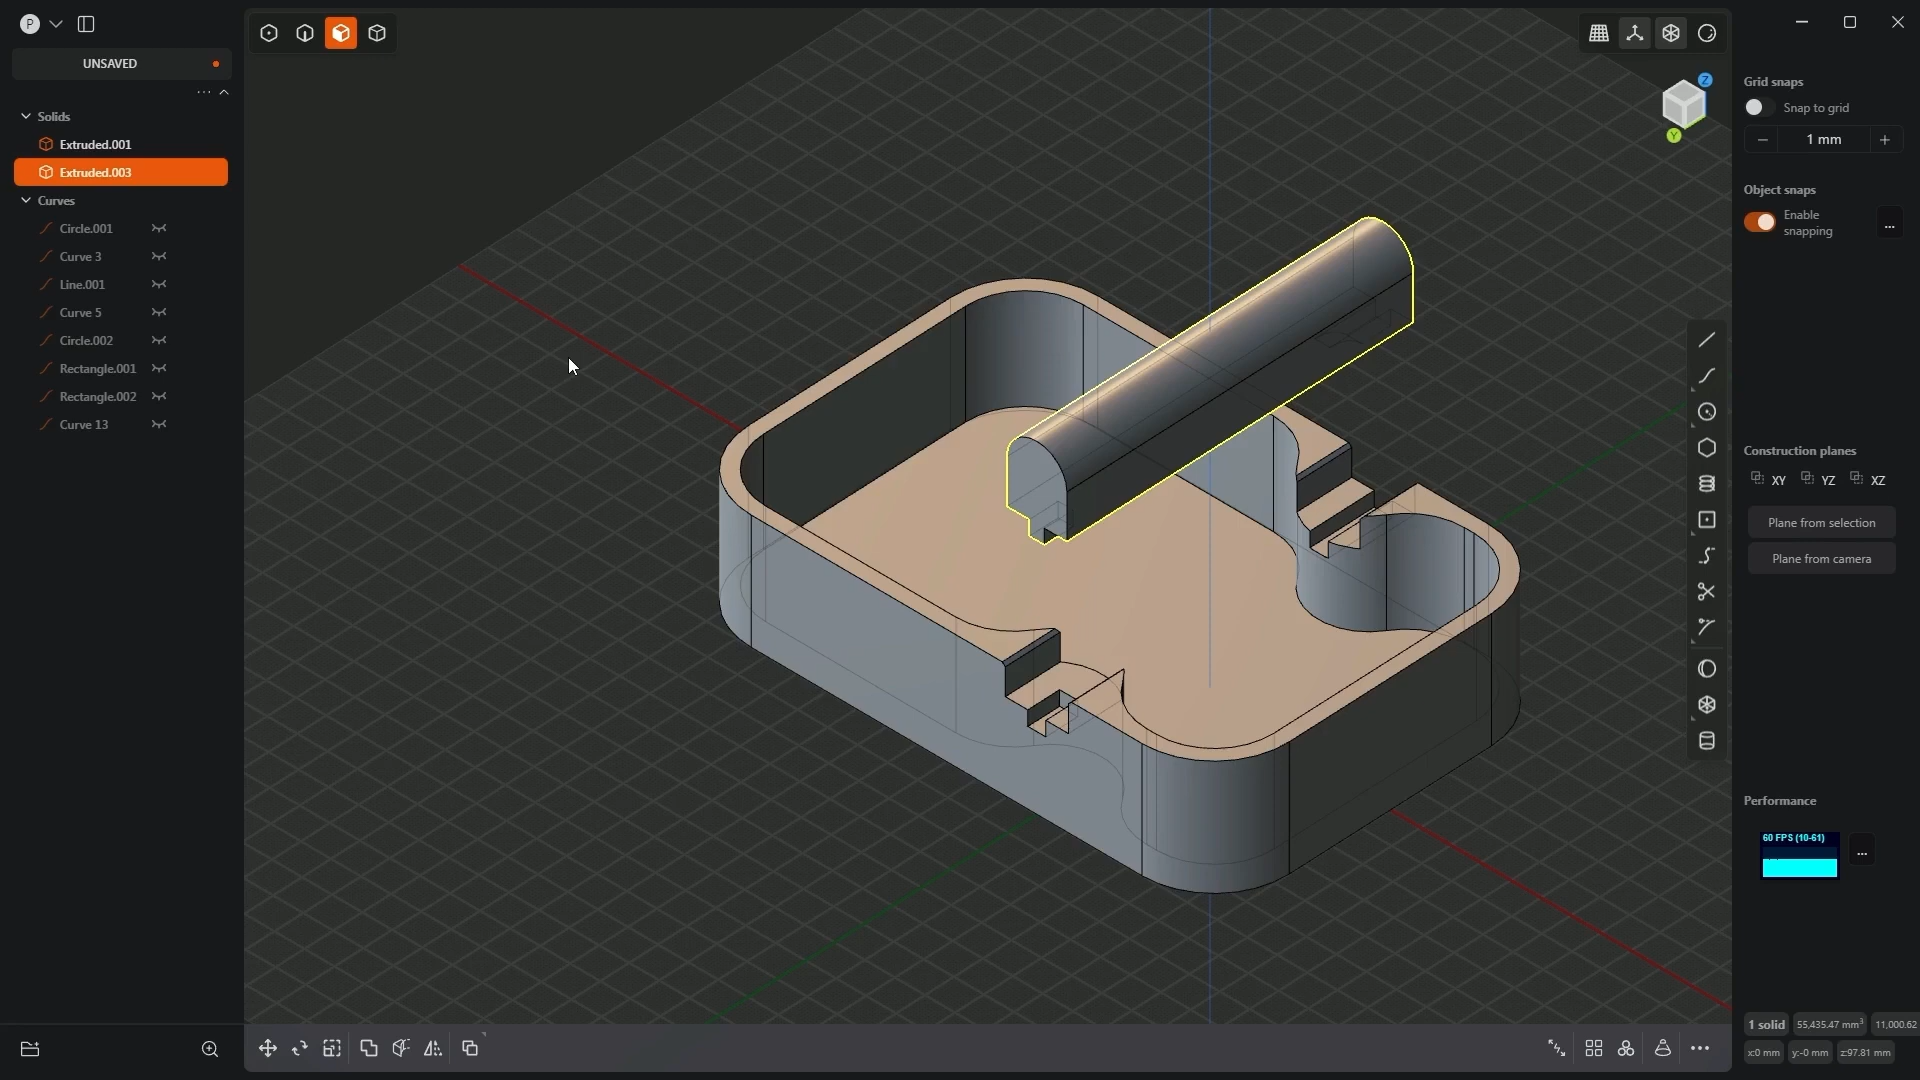 P
UNSAVED
Solids
Extruded.001
Extruded.003
Curves
Circle.001
Curve 3
Line.001
Curve 5
Circle.002
Rectangle.001
Rectangle.002
Curve 13
Z
Y
Grid snaps
Snap to grid
1 mm
Object snaps
Enable
snapping
...
Construction planes
XY YZ XZ
Plane from selection
Plane from camera
Performance
60 FPS (10-61)
...
1 solid 55,435.47 mm³ 11,000.62
x:0 mm y:-0 mm z:97.81 mm